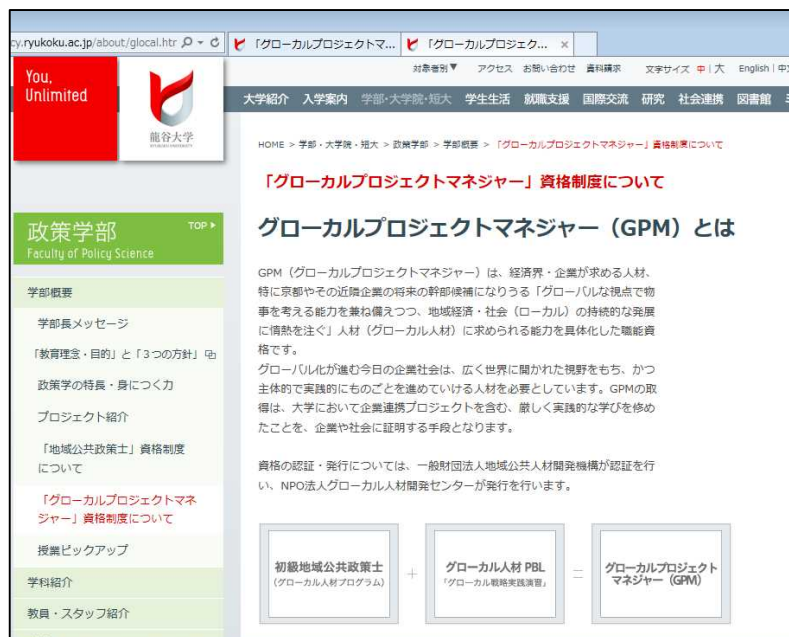 cy.ryukoku.ac.jp/about/glocal.htr
「グローカルプロジェクトマ...
「グローカルプロジェク... ×
対象者別▼ アクセス お問い合わせ 資料請求 文字サイズ 中 | 大 English | 中
You,
Unlimited
龍谷大学
RYUKOKU UNIVERSITY
大学紹介 入学案内 学部・大学院・短大 学生生活 就職支援 国際交流 研究 社会連携 図書館
HOME > 学部・大学院・短大 > 政策学部 > 学部概要 > 「グローカルプロジェクトマネジャー」資格制度について
「グローカルプロジェクトマネジャー」資格制度について
政策学部 TOP
Faculty of Policy Science
学部概要
学部長メッセージ
「教育理念・目的」と「3つの方針」
政策学の特長・身につく力
プロジェクト紹介
「地域公共政策士」資格制度
について
「グローカルプロジェクトマネ
ジャー」資格制度について
授業ピックアップ
学科紹介
教員・スタッフ紹介
グローカルプロジェクトマネジャー（GPM）とは
GPM（グローカルプロジェクトマネジャー）は、経済界・企業が求める人材、
特に京都やその近隣企業の将来の幹部候補になりうる「グローバルな視点で物
事を考える能力を兼ね備えつつ、地域経済・社会（ローカル）の持続的な発展
に情熱を注ぐ」人材（グローカル人材）に求められる能力を具体化した職能資
格です。
グローバル化が進む今日の企業社会は、広く世界に開かれた視野をもち、かつ
主体的で実践的にものごとを進めていける人材を必要としています。GPMの取
得は、大学において企業連携プロジェクトを含む、厳しく実践的な学びを修め
たことを、企業や社会に証明する手段となります。
資格の認証・発行については、一般財団法人地域公共人材開発機構が認証を行
い、NPO法人グローカル人材開発センターが発行を行います。
初級地域公共政策士
（グローカル人材プログラム）
+
グローカル人材 PBL
「グローカル戦略実践演習」
=
グローカルプロジェクト
マネジャー（GPM）